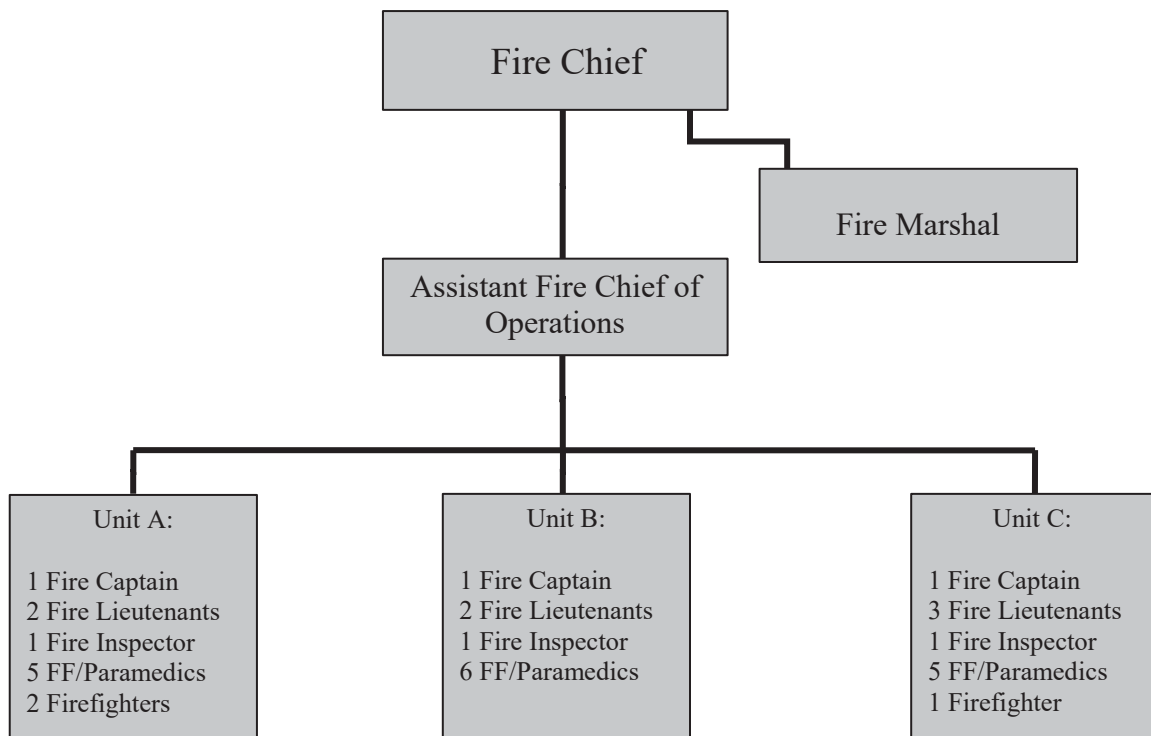 Fire Chief
Fire Marshal
Assistant Fire Chief of
Operations
Unit A:
1 Fire Captain
2 Fire Lieutenants
1 Fire Inspector
5 FF/Paramedics
2 Firefighters
Unit B:
1 Fire Captain
2 Fire Lieutenants
1 Fire Inspector
6 FF/Paramedics
Unit C:
1 Fire Captain
3 Fire Lieutenants
1 Fire Inspector
5 FF/Paramedics
1 Firefighter